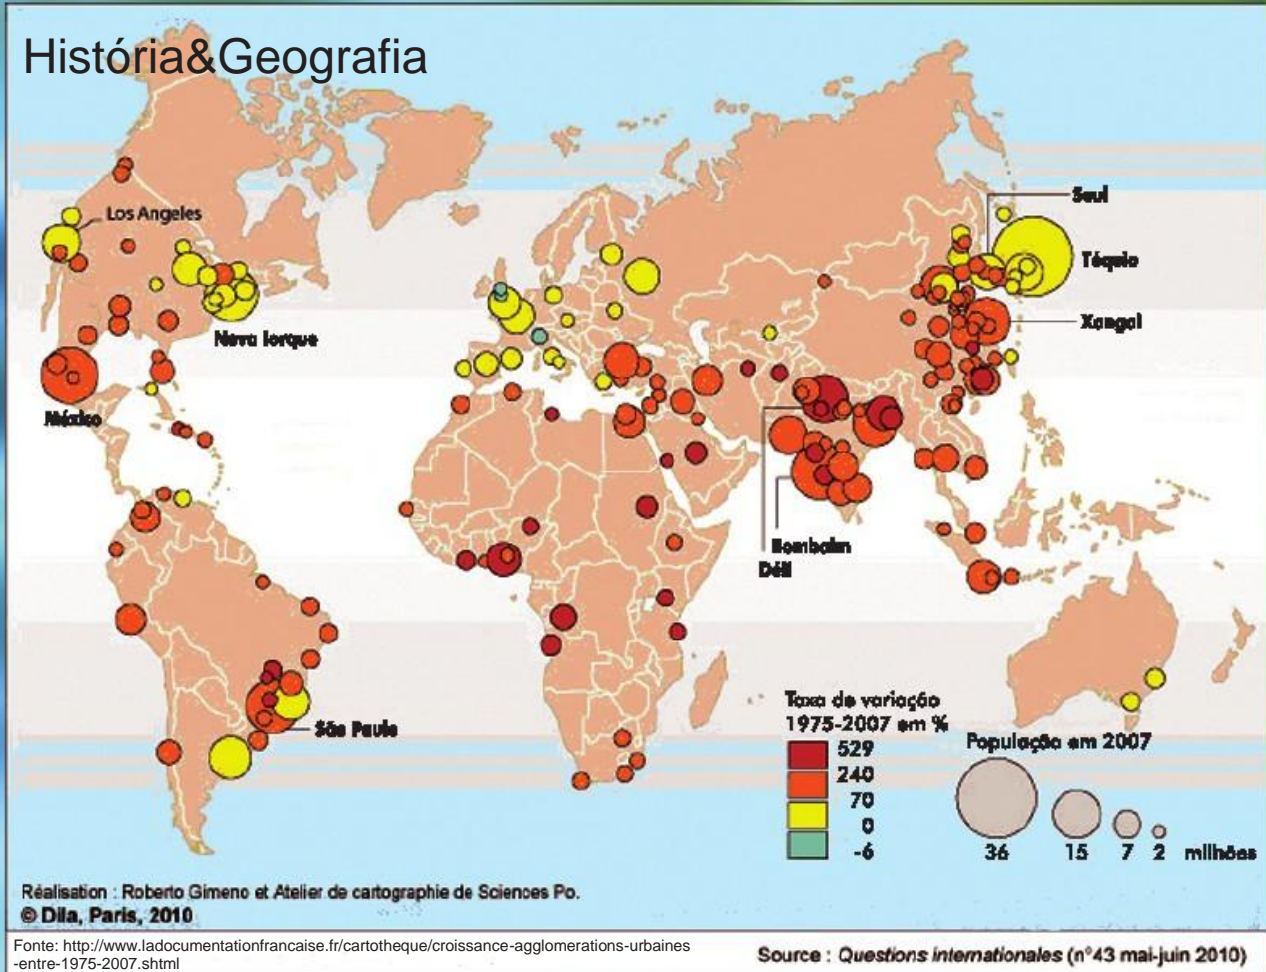 História&Geografia
Los Angeles
Nova Iorque
México
São Paulo
Seul
Tóquio
Xangai
Bombaim
Déli
Taxa de variação
1975-2007 em %
529
240
70
0
-6
População em 2007
36 15 7 2 milhões
Réalisation : Roberto Gimeno et Atelier de cartographie de Sciences Po.
© Dila, Paris, 2010
Fonte: http://www.ladocumentationfrancaise.fr/cartotheque/croissance-agglomerations-urbaines
-entre-1975-2007.shtml
Source : Questions internationales (n°43 mai-juin 2010)